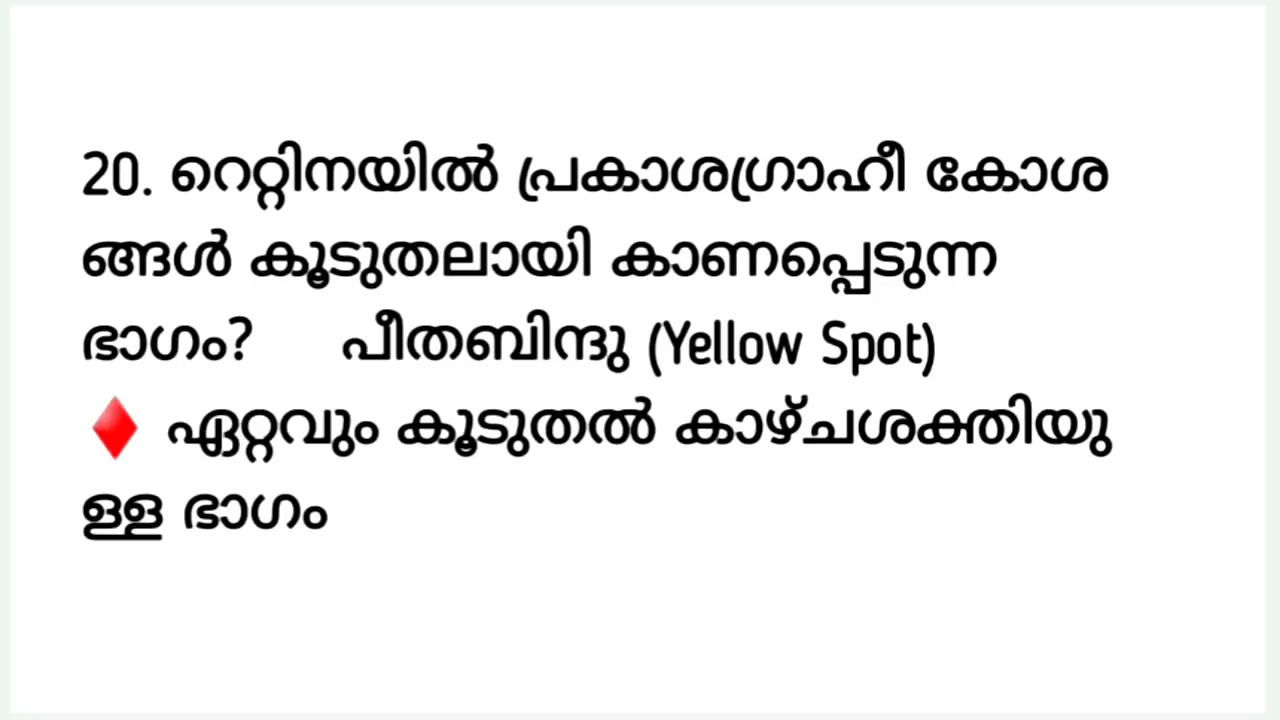 20. റെറ്റിനയിൽ പ്രകാശഗ്രാഹീ കോശ
ങ്ങൾ കൂടുതലായി കാണപ്പെടുന്ന
ഭാഗം? പീതബിന്ദു (Yellow Spot)
♦ ഏറ്റവും കൂടുതൽ കാഴ്ചശക്തിയു
ള്ള ഭാഗം